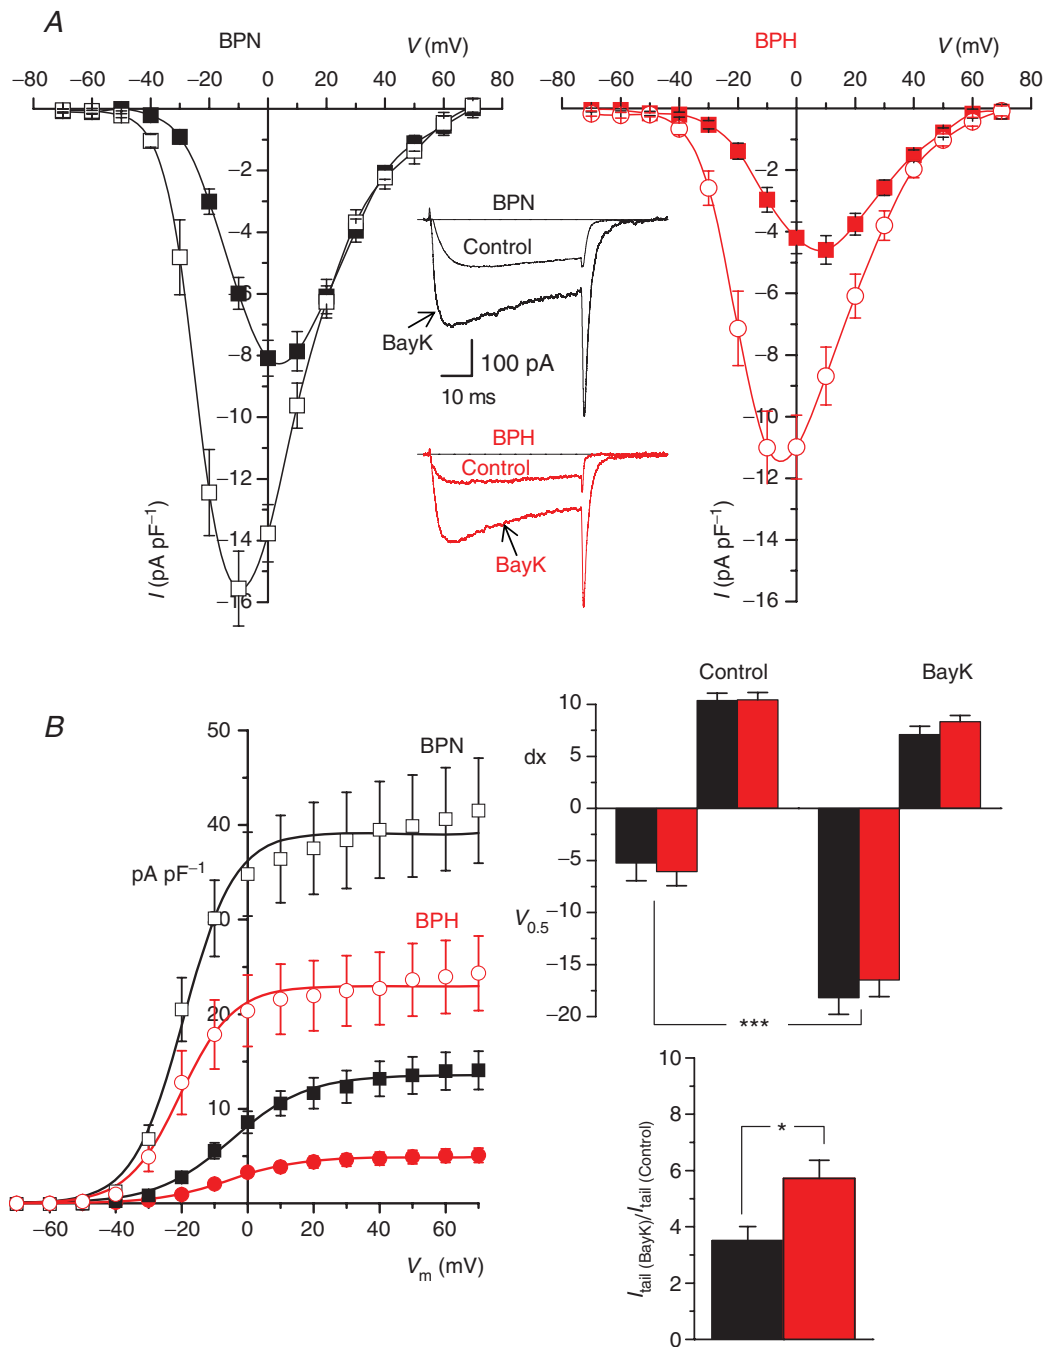 A
BPN
V (mV)
−80 −60 −40 −20 0 20 40 60 80
−2
−4
−6
−8
−10
−12
−14
−16
I (pA pF⁻¹)
BPN
Control
BayK
100 pA
10 ms
BPH
Control
BayK
BPH
V (mV)
−80 −60 −40 −20 0 20 40 60 80
−2
−4
−6
−8
−10
−12
−14
−16
I (pA pF⁻¹)
B
50
40
30
20
10
pA pF⁻¹
BPN
BPH
−60 −40 −20 0 20 40 60
Vm (mV)
Control BayK
10
5
0
−5
−10
−15
−20
dx
V0.5
***
10
8
6
4
2
0
Itail (BayK)/Itail (Control)
*